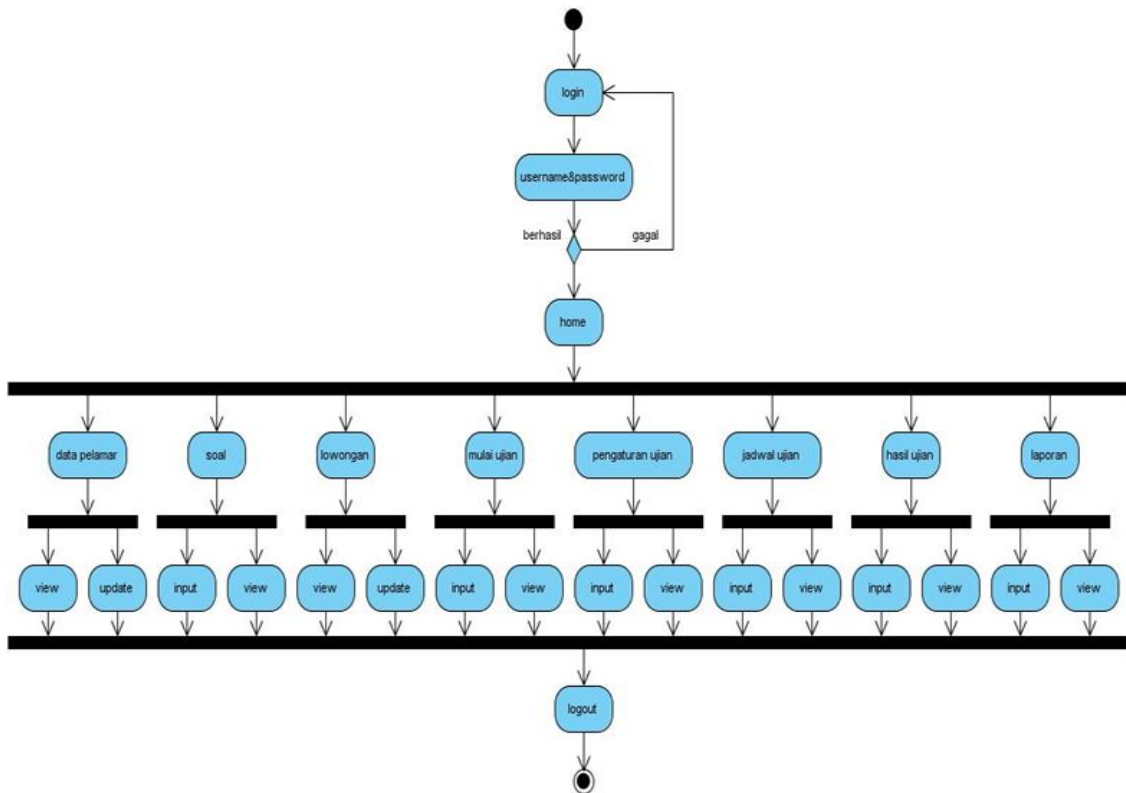 login
username&password
berhasil
gagal
home
data pelamar
soal
lowongan
mulai ujian
pengaturan ujian
jadwal ujian
hasil ujian
laporan
view
update
input
view
view
update
input
view
input
view
input
view
input
view
input
view
logout